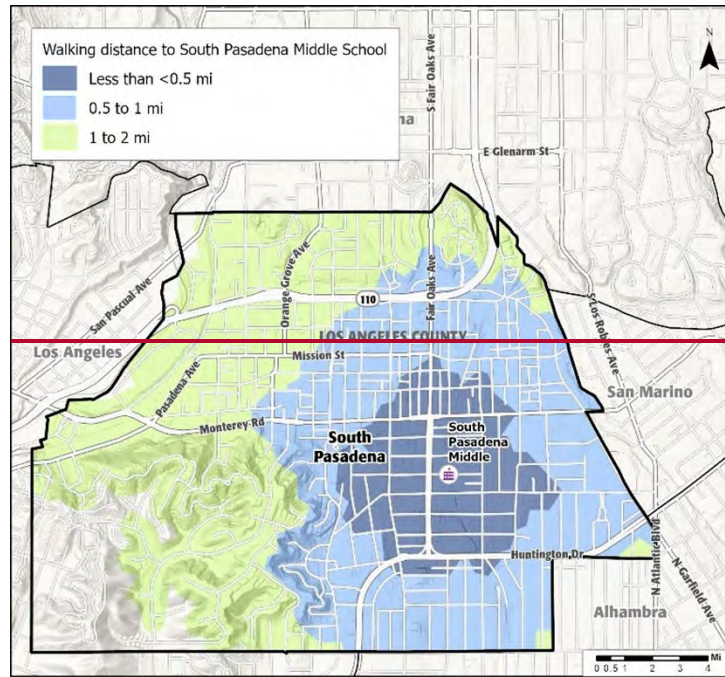 Walking distance to South Pasadena Middle School
Less than <0.5 mi
0.5 to 1 mi
1 to 2 mi
N
S Fair Oaks Ave
na
E Glenarm St
San Pascual Ave
Orange Grove Ave
110
Fair Oaks Ave
S Los Robles Ave
LOS ANGELES COUNTY
Los Angeles
Mission St
Pasadena Ave
San Marino
Monterey Rd
South
Pasadena
South
Pasadena
Middle
Huntington Dr
N Atlantic Blvd
N Garfield Ave
Alhambra
Mi
0 0.5 1 2 3 4